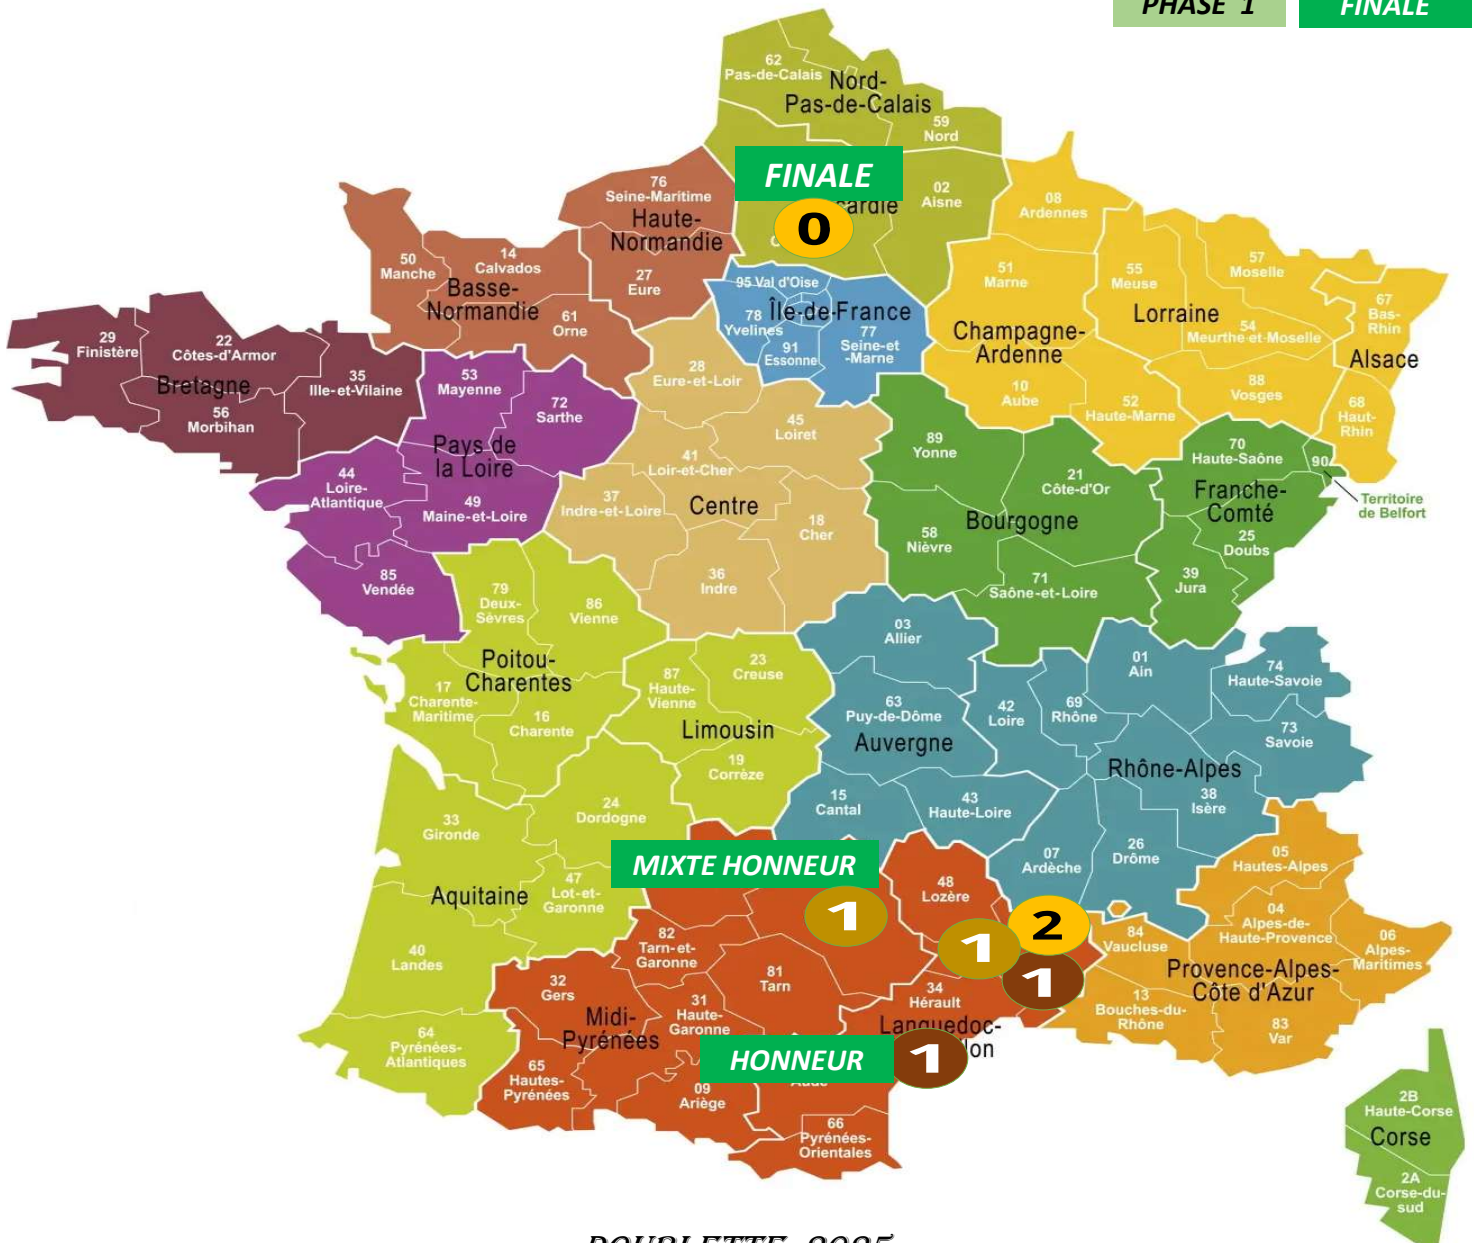 PHASE 1
FINALE
62
Pas-de-Calais
Nord-
Pas-de-Calais
59
Nord
FINALE
0
02
Aisne
76
Seine-Maritime
Haute-
Normandie
27
Eure
08
Ardennes
50
Manche
14
Calvados
Basse-
Normandie
61
Orne
95 Val d'Oise
Île-de-France
78
Yvelines
91
Essonne
77
Seine-et
-Marne
51
Marne
Champagne-
Ardenne
10
Aube
52
Haute-Marne
55
Meuse
Lorraine
57
Moselle
54
Meurthe-et-Moselle
88
Vosges
67
Bas-
Rhin
Alsace
68
Haut-
Rhin
29
Finistère
22
Côtes-d'Armor
Bretagne
56
Morbihan
35
Ille-et-Vilaine
53
Mayenne
72
Sarthe
Pays de
la Loire
44
Loire-
Atlantique
49
Maine-et-Loire
85
Vendée
28
Eure-et-Loir
45
Loiret
41
Loir-et-Cher
37
Indre-et-Loire
Centre
18
Cher
36
Indre
89
Yonne
21
Côte-d'Or
Bourgogne
58
Nièvre
71
Saône-et-Loire
70
Haute-Saône
90
Franche-
Comté
Territoire
de Belfort
25
Doubs
39
Jura
79
Deux-
Sèvres
86
Vienne
Poitou-
Charentes
17
Charente-
Maritime
16
Charente
87
Haute-
Vienne
23
Creuse
Limousin
19
Corrèze
03
Allier
63
Puy-de-Dôme
Auvergne
15
Cantal
43
Haute-Loire
42
Loire
69
Rhône
01
Ain
74
Haute-Savoie
73
Savoie
Rhône-Alpes
38
Isère
07
Ardèche
26
Drôme
33
Gironde
24
Dordogne
Aquitaine
47
Lot-et-
Garonne
40
Landes
64
Pyrénées-
Atlantiques
MIXTE HONNEUR
1
48
Lozère
2
1
1
82
Tarn-et-
Garonne
81
Tarn
32
Gers
31
Haute-
Garonne
Midi-
Pyrénées
65
Hautes-
Pyrénées
09
Ariège
34
Hérault
Languedoc-
HONNEUR
1
Aude
66
Pyrénées-
Orientales
05
Hautes-Alpes
84
Vaucluse
04
Alpes-de-
Haute-Provence
06
Alpes-
Maritimes
Provence-Alpes-
Côte d'Azur
13
Bouches-du-
Rhône
83
Var
2B
Haute-Corse
Corse
2A
Corse-du-
sud
DOUBLETTE 2025